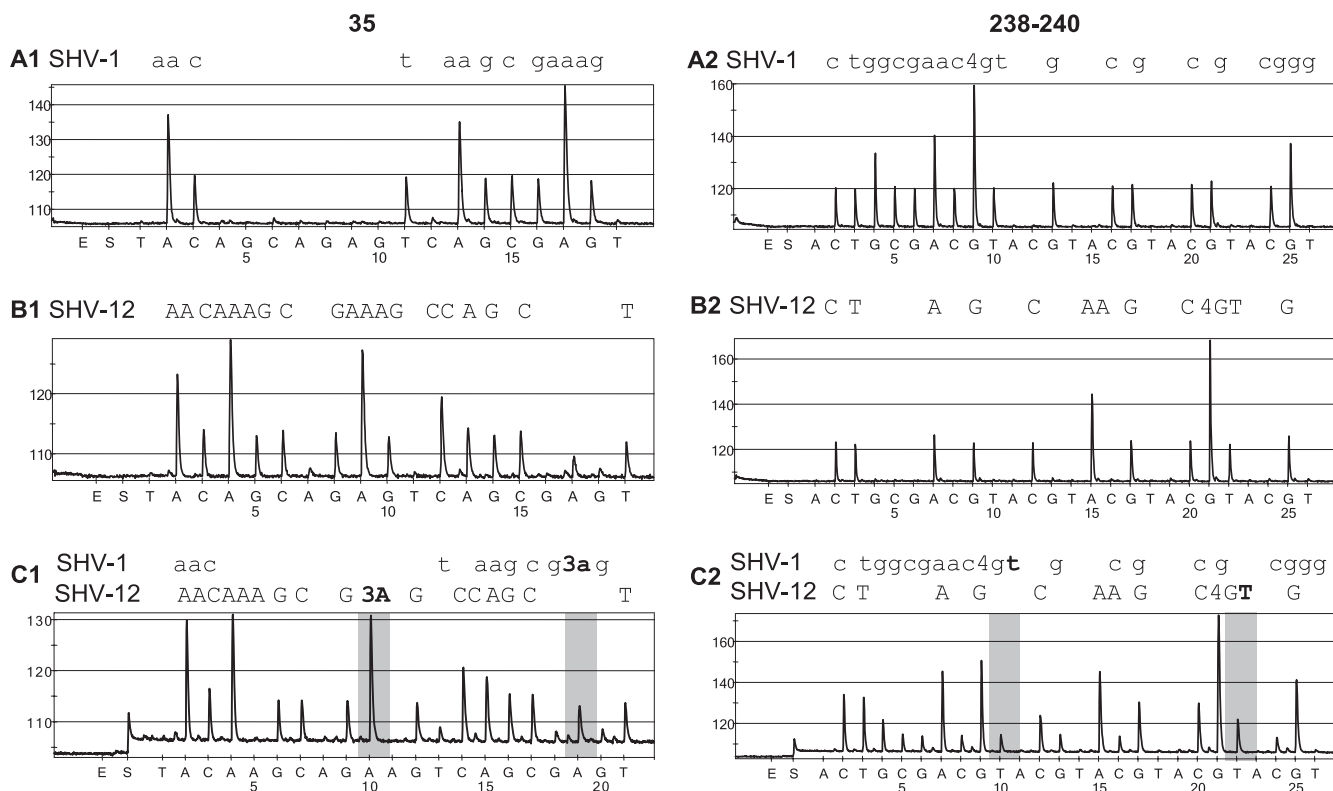 35
A1 SHV-1 aa c t aa g c gaaag
140
130
120
110
E S T A C A G C A G A G T C A G C G A G T
5 10 15
B1 SHV-12 AA CAAAG C GAAAG CC A G C T
120
110
E S T A C A G C A G A G T C A G C G A G T
5 10 15
C1 SHV-1 aac t aag c g3a g
SHV-12 AACAAA G C G 3A G CCAGC T
130
120
110
E S T A C A A G C A G A A G T C A G C G A G T
5 10 15 20
238-240
A2 SHV-1 c tggcgaac4gt g c g c g cggg
160
140
120
E S A C T G C G A C G T A C G T A C G T A C G T A C G T
5 10 15 20 25
B2 SHV-12 C T A G C AA G C 4GT G
160
140
120
E S A C T G C G A C G T A C G T A C G T A C G T A C G T
5 10 15 20 25
C2 SHV-1 c tggcgaac4gt g cg cg cggg
SHV-12 C T A G C AA G C4GT G
160
140
120
E S A C T G C G A C G T A C G T A C G T A C G T A C G T
5 10 15 20 25